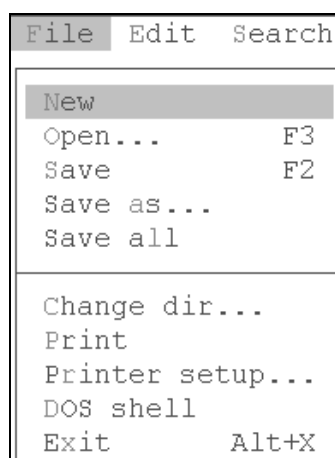 File Edit Search
New
Open... F3
Save F2
Save as...
Save all
Change dir...
Print
Printer setup...
DOS shell
Exit Alt+X